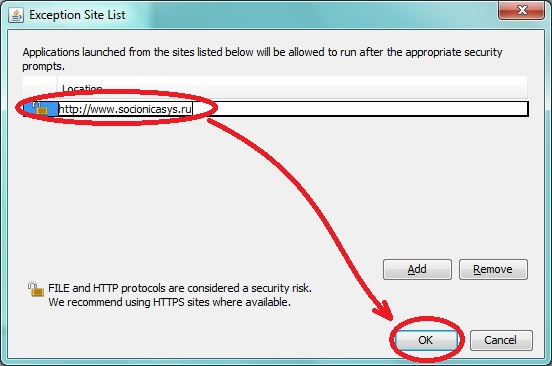 Exception Site List
Applications launched from the sites listed below will be allowed to run after the appropriate security
prompts.
Location
http://www.socionicasys.ru
Add
Remove
FILE and HTTP protocols are considered a security risk.
We recommend using HTTPS sites where available.
OK
Cancel